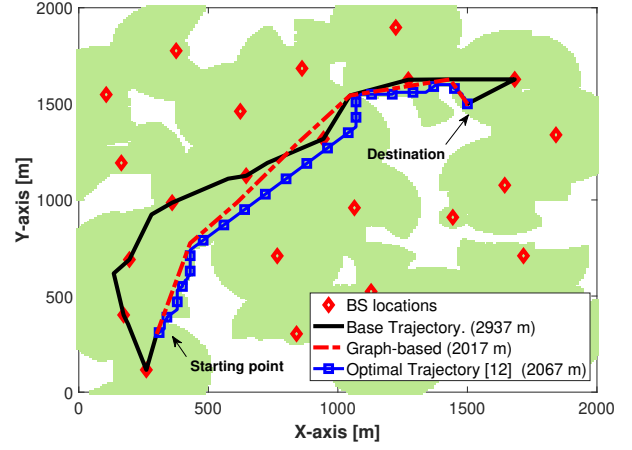 2000
1500
1000
500
0
Y-axis [m]
Destination
Starting point
BS locations
Base Trajectory. (2937 m)
Graph-based (2017 m)
Optimal Trajectory [12] (2067 m)
0 500 1000 1500 2000
X-axis [m]